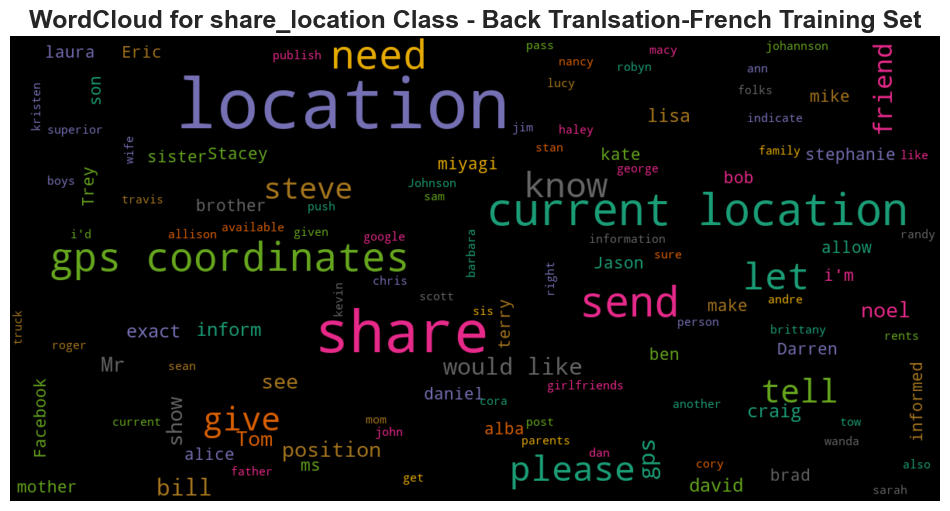 WordCloud for share_location Class - Back Tranlsation-French Training Set
laura
Eric
publish
need
pass
nancy
robyn
macy
johannson
ann
friend
kristen
son
location
lucy
folks
mike
superior
wife
jim
haley
lisa
indicate
boys
Trey
sister
Stacey
miyagi
stan
kate
george
family
stephanie
like
travis
brother
steve
push
Johnson
sam
know
bob
current location
i'd
allison
available
given
google
barbara
information
randy
gps coordinates
chris
right
Jason
sure
allow
let
i'm
truck
exact
inform
kevin
share
scott
sis
terry
send
person
make
andre
noel
brittany
rents
roger
Mr
sean
see
would like
ben
Darren
informed
Facebook
current
show
give
Tom
mom
john
daniel
cora
girlfriends
alba
post
another
tell
craig
tow
alice
father
position
ms
get
parents
please
dan
gps
cory
wanda
also
mother
bill
david
brad
sarah